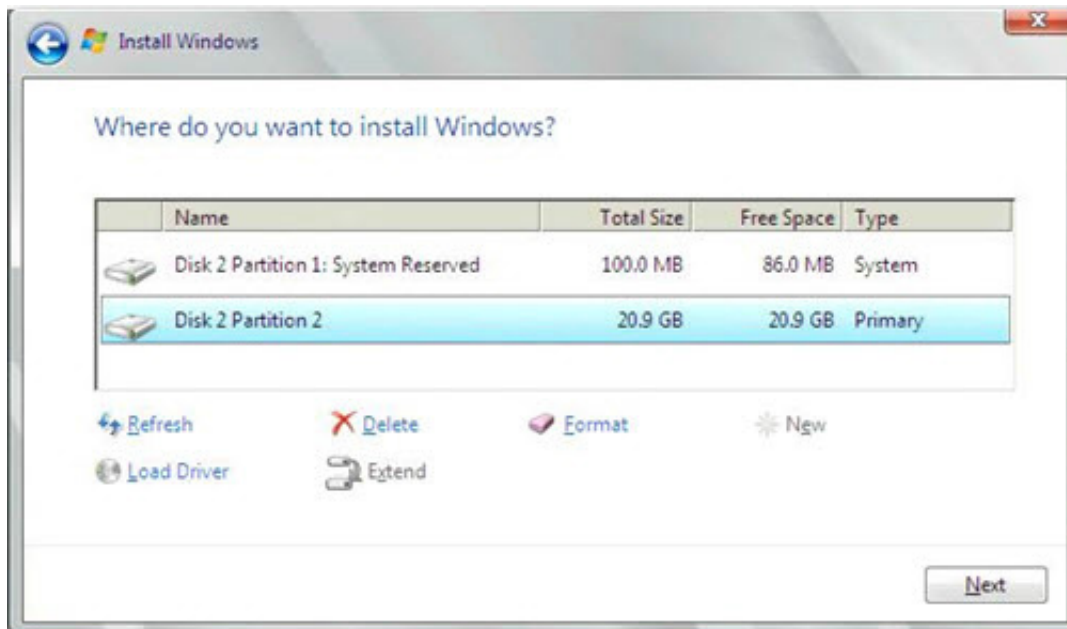 Install Windows
Where do you want to install Windows?
Name Total Size Free Space Type
Disk 2 Partition 1: System Reserved 100.0 MB 86.0 MB System
Disk 2 Partition 2 20.9 GB 20.9 GB Primary
Refresh Delete Format New
Load Driver Extend
Next